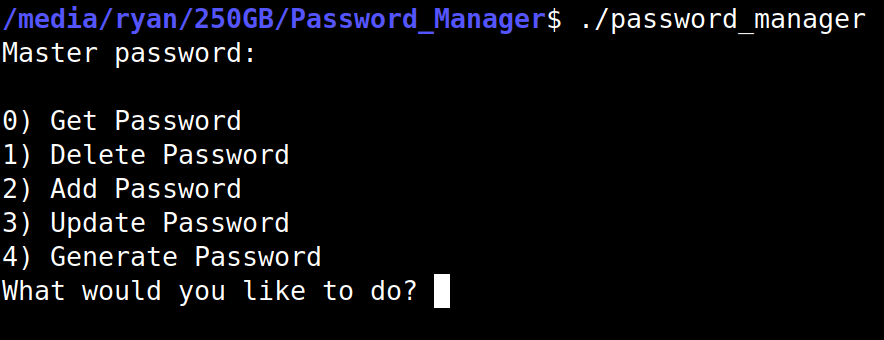 /media/ryan/250GB/Password_Manager$ ./password_manager
Master password:
0) Get Password
1) Delete Password
2) Add Password
3) Update Password
4) Generate Password
What would you like to do?